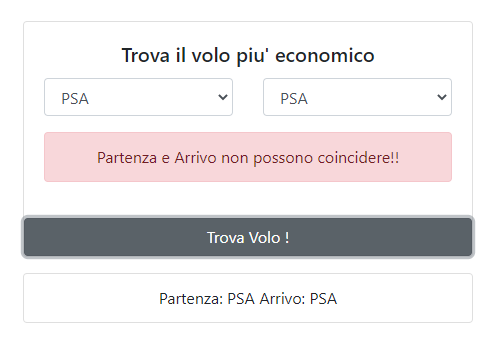 Trova il volo piu' economico
PSA PSA
Partenza e Arrivo non possono coincidere!!
Trova Volo !
Partenza: PSA Arrivo: PSA